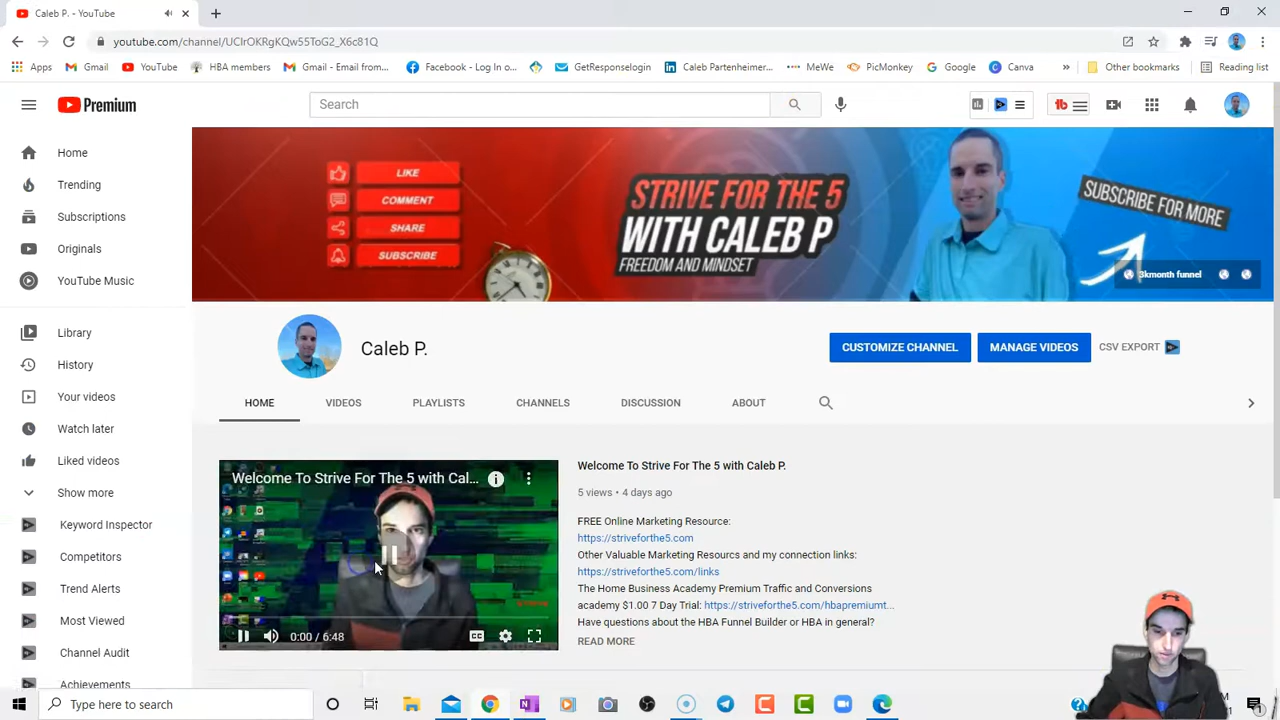 Caleb P. - YouTube
youtube.com/channel/UClrOKRgKQw55ToG2_X6c81Q
Apps Gmail YouTube HBA members Gmail - Email from... Facebook - Log in o... GetResponselogin Caleb Partenheimer... MeWe PicMonkey Google Canva » Other bookmarks Reading list
Premium
Search
Home
Trending
Subscriptions
Originals
YouTube Music
Library
History
Your videos
Watch later
Liked videos
Show more
Keyword Inspector
Competitors
Trend Alerts
Most Viewed
Channel Audit
Achievements
LIKE
COMMENT
SHARE
SUBSCRIBE
STRIVE FOR THE 5
WITH CALEB P
FREEDOM AND MINDSET
SUBSCRIBE FOR MORE
3kmonth funnel
Caleb P.
CUSTOMIZE CHANNEL
MANAGE VIDEOS
CSV EXPORT
HOME VIDEOS PLAYLISTS CHANNELS DISCUSSION ABOUT
Welcome To Strive For The 5 with Cal...
0:00 / 6:48
CC
Welcome To Strive For The 5 with Caleb P.
5 views • 4 days ago
FREE Online Marketing Resource:
https://striveforthe5.com
Other Valuable Marketing Resourcs and my connection links:
https://striveforthe5.com/links
The Home Business Academy Premium Traffic and Conversions
academy $1.00 7 Day Trial: https://striveforthe5.com/hbapremiumt...
Have questions about the HBA Funnel Builder or HBA in general?
READ MORE
Type here to search